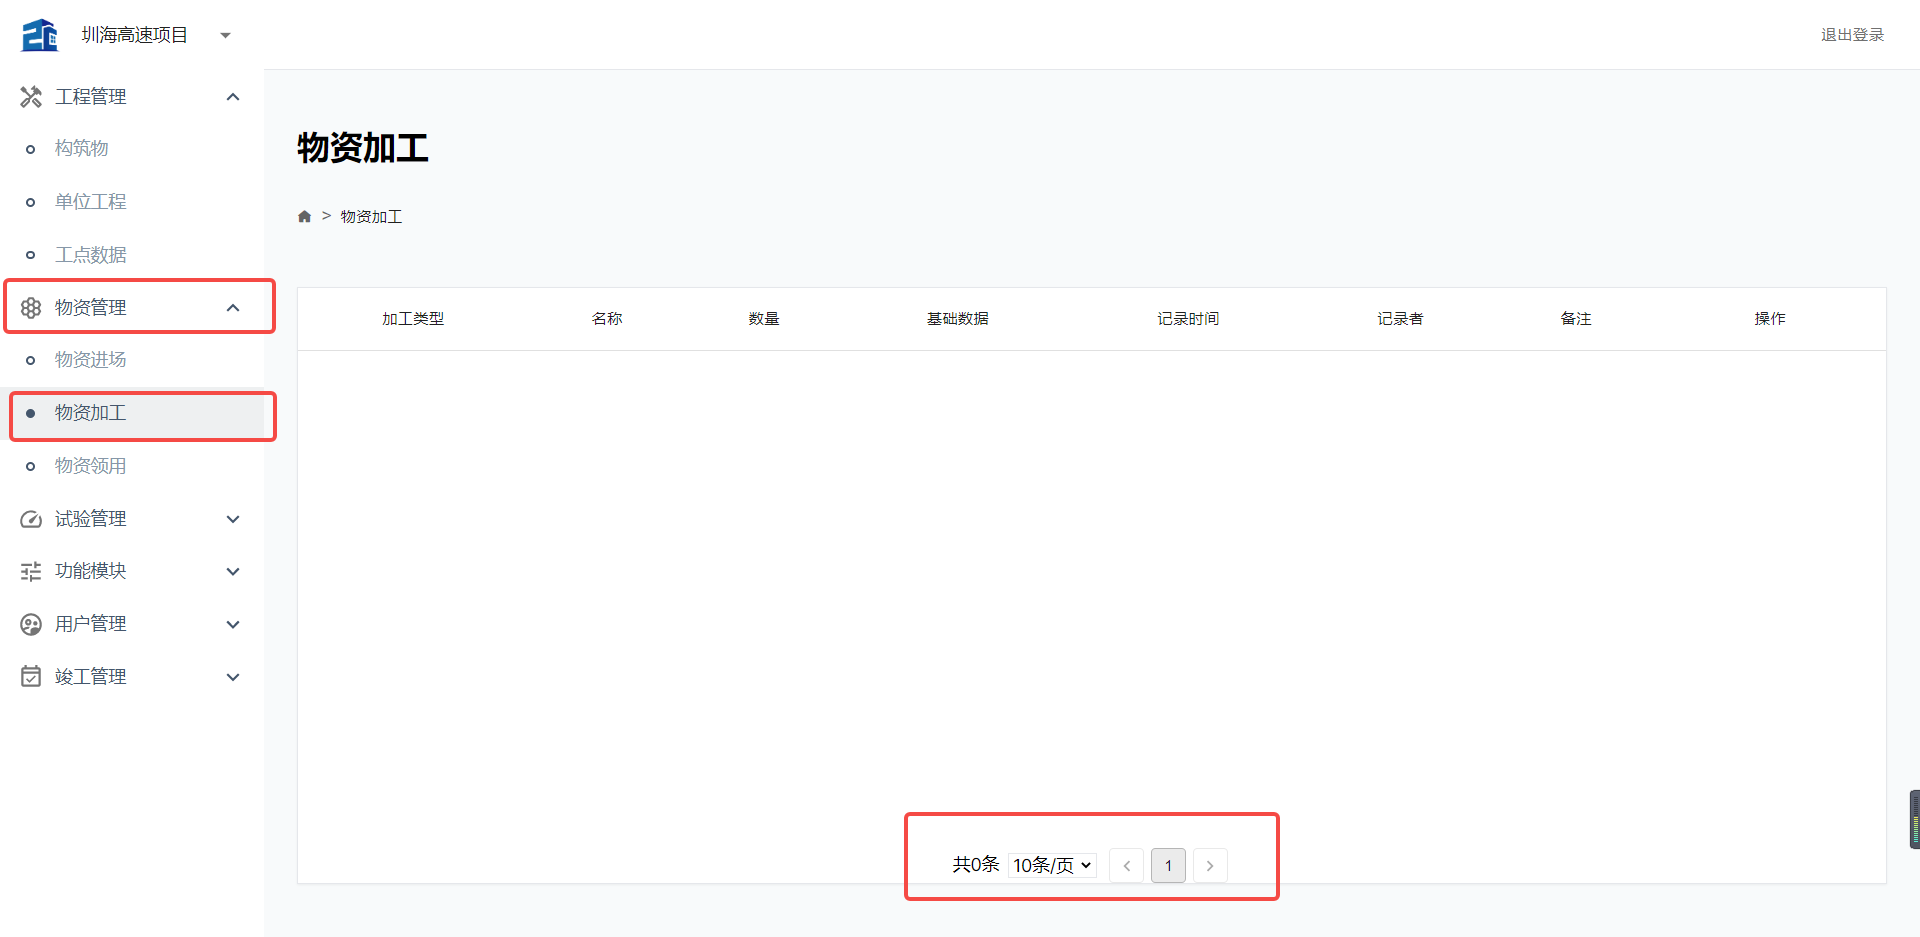 圳海高速项目
退出登录
工程管理
构筑物
单位工程
工点数据
物资管理
物资进场
物资加工
物资领用
试验管理
功能模块
用户管理
竣工管理
物资加工
> 物资加工
加工类型 名称 数量 基础数据 记录时间 记录者 备注 操作
共0条 10条/页 < 1 >